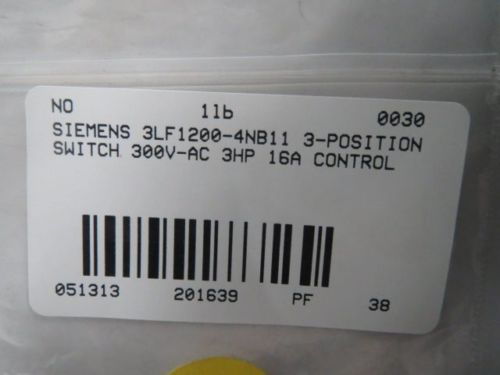 NO 1lb 0030
SIEMENS 3LF1200-4NB11 3-POSITION
SWITCH 300V-AC 3HP 16A CONTROL
051313 201639 PF 38